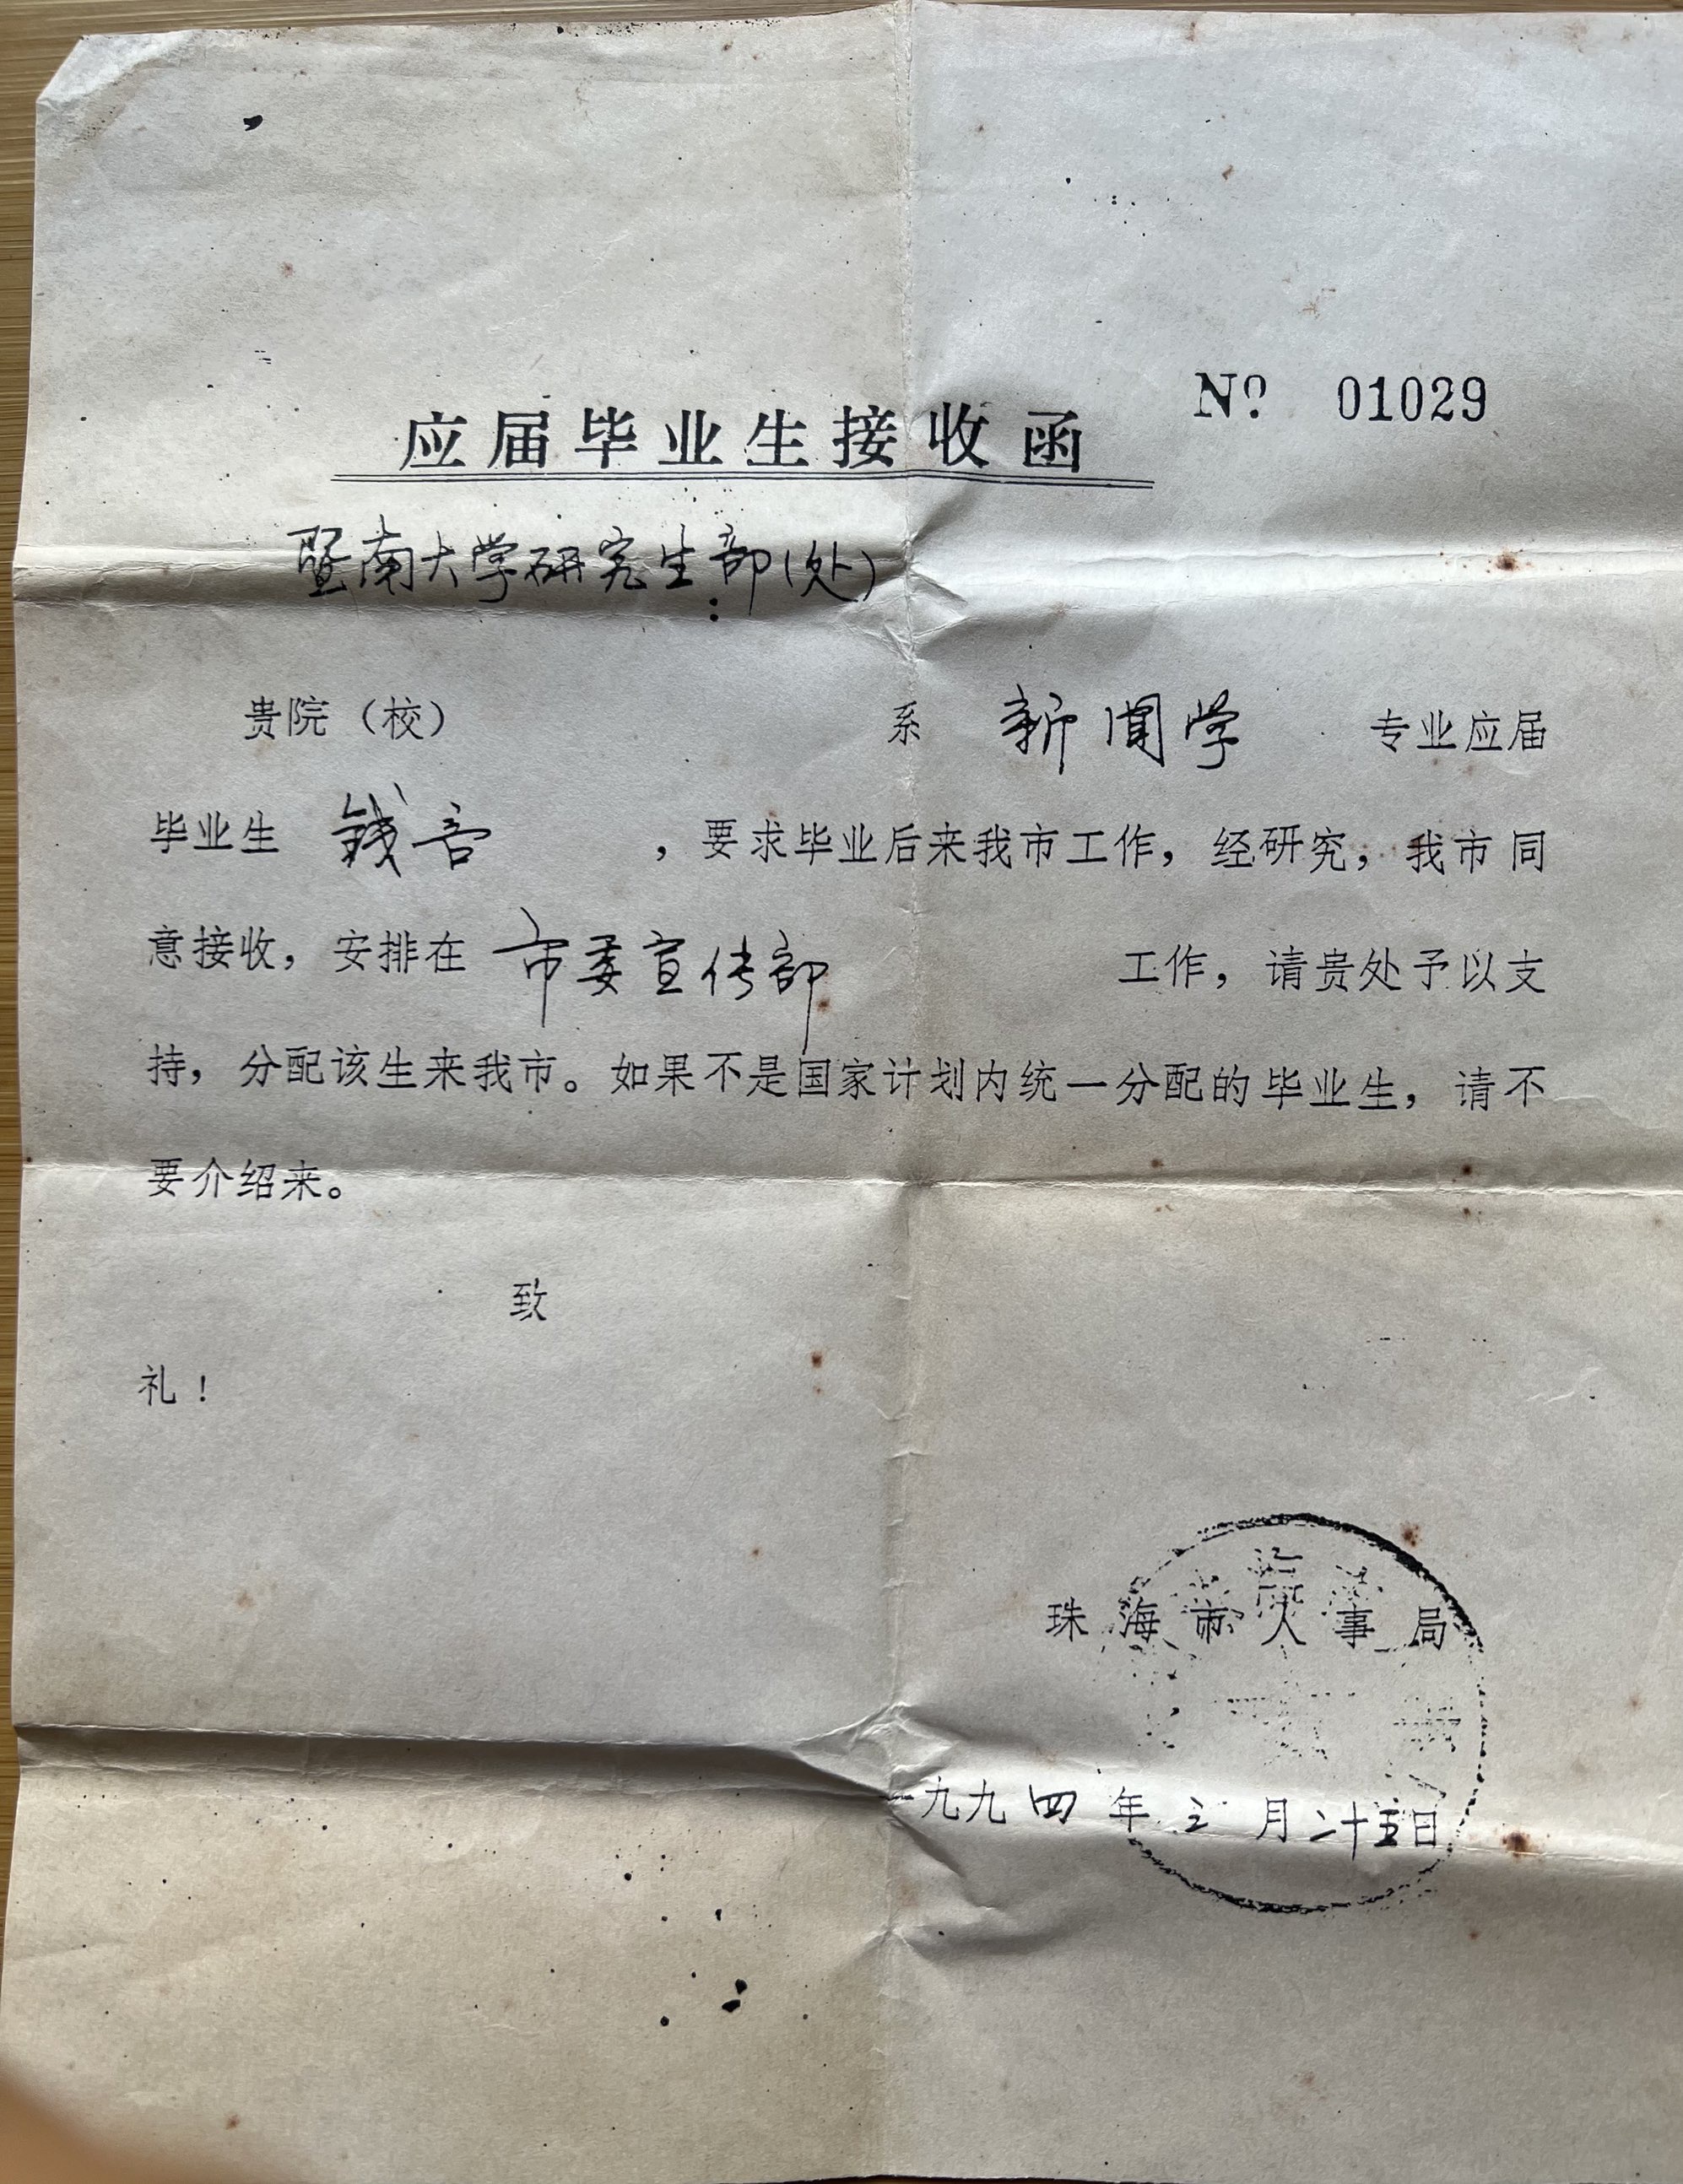 应届毕业生接收函 No 01029
暨南大学研究生部(处)
:
贵院（校） 系 新闻学 专业应届
毕业生 钱 ，要求毕业后来我市工作，经研究，我市同
意接收，安排在 市委宣传部 工作，请贵处予以支
持，分配该生来我市。如果不是国家计划内统一分配的毕业生，请不
要介绍来。
致
礼！
珠海市人事局
一九九四年三月二十五日